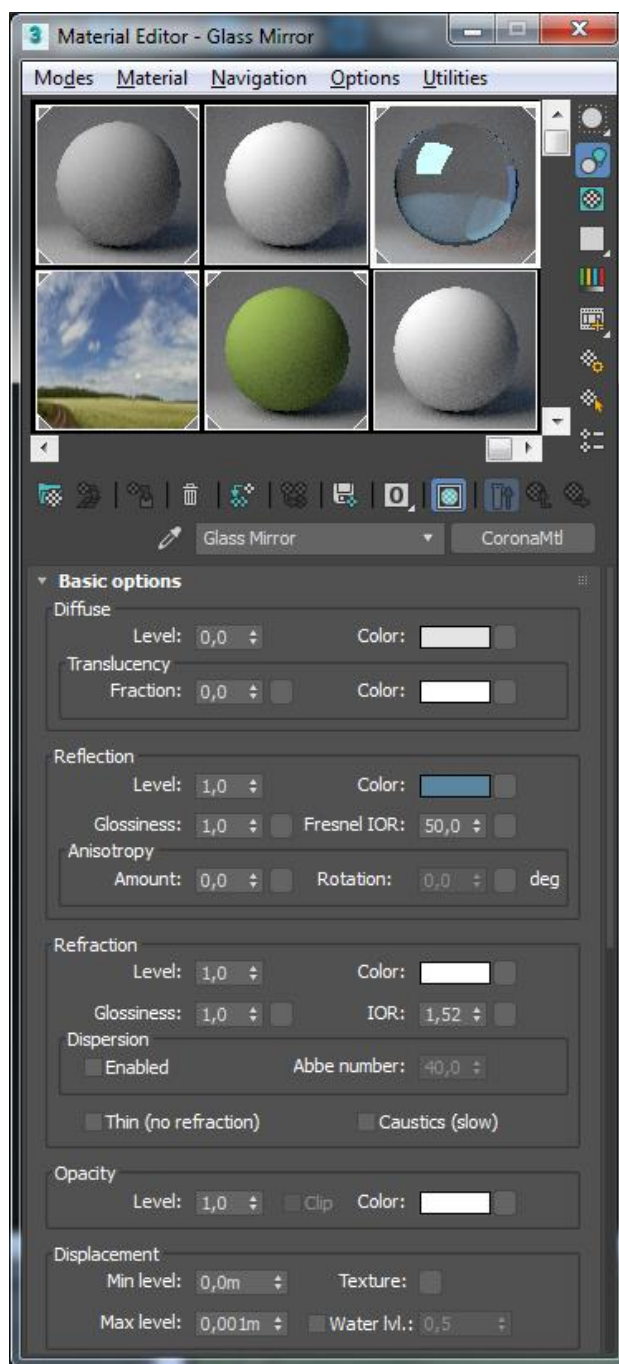 3 Material Editor - Glass Mirror
Modes Material Navigation Options Utilities
0
Glass Mirror CoronaMtl
Basic options
Diffuse
Level: 0,0 Color:
Translucency
Fraction: 0,0 Color:
Reflection
Level: 1,0 Color:
Glossiness: 1,0 Fresnel IOR: 50,0
Anisotropy
Amount: 0,0 Rotation: 0,0 deg
Refraction
Level: 1,0 Color:
Glossiness: 1,0 IOR: 1,52
Dispersion
Enabled Abbe number: 40,0
Thin (no refraction) Caustics (slow)
Opacity
Level: 1,0 Clip Color:
Displacement
Min level: 0,0m Texture:
Max level: 0,001m Water lvl.: 0,5